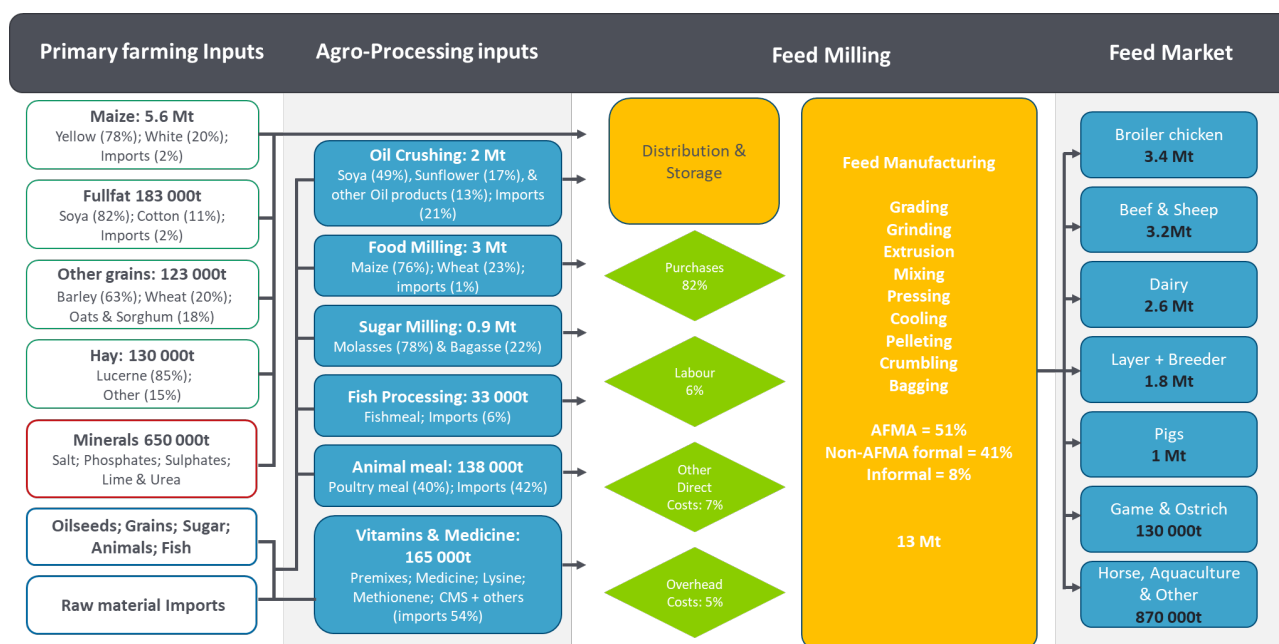 Primary farming Inputs
Agro-Processing inputs
Feed Milling
Feed Market
Maize: 5.6 Mt
Yellow (78%); White (20%);
Imports (2%)
Fullfat 183 000t
Soya (82%); Cotton (11%);
Imports (2%)
Other grains: 123 000t
Barley (63%); Wheat (20%);
Oats & Sorghum (18%)
Hay: 130 000t
Lucerne (85%);
Other (15%)
Minerals 650 000t
Salt; Phosphates; Sulphates;
Lime & Urea
Oilseeds; Grains; Sugar;
Animals; Fish
Raw material Imports
Oil Crushing: 2 Mt
Soya (49%), Sunflower (17%), &
other Oil products (13%); Imports
(21%)
Food Milling: 3 Mt
Maize (76%); Wheat (23%);
imports (1%)
Sugar Milling: 0.9 Mt
Molasses (78%) & Bagasse (22%)
Fish Processing: 33 000t
Fishmeal; Imports (6%)
Animal meal: 138 000t
Poultry meal (40%); Imports (42%)
Vitamins & Medicine:
165 000t
Premixes; Medicine; Lysine;
Methionene; CMS + others
(imports 54%)
Distribution &
Storage
Purchases
82%
Labour
6%
Other
Direct
Costs: 7%
Overhead
Costs: 5%
Feed Manufacturing
Grading
Grinding
Extrusion
Mixing
Pressing
Cooling
Pelleting
Crumbling
Bagging
AFMA = 51%
Non-AFMA formal = 41%
Informal = 8%
13 Mt
Broiler chicken
3.4 Mt
Beef & Sheep
3.2Mt
Dairy
2.6 Mt
Layer + Breeder
1.8 Mt
Pigs
1 Mt
Game & Ostrich
130 000t
Horse, Aquaculture
& Other
870 000t